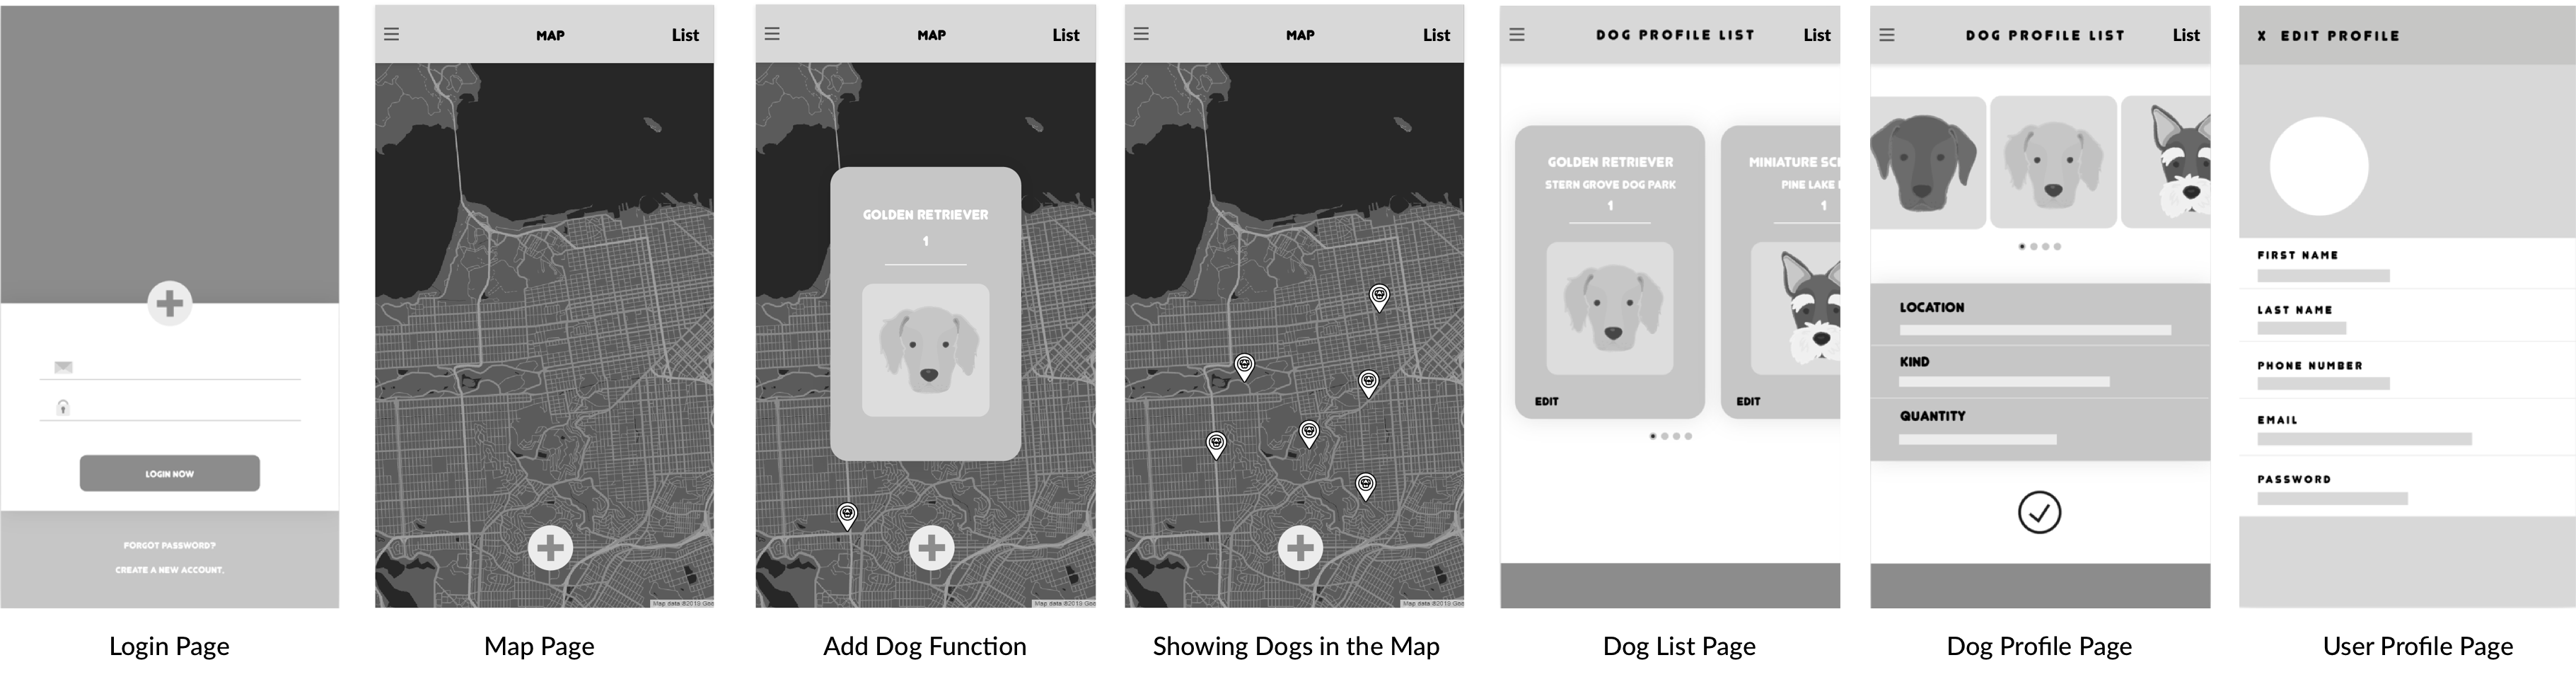 LOGIN NOW
FORGOT PASSWORD?
CREATE A NEW ACCOUNT.
Login Page
MAP
List
Map data ©2019 Goo
Map Page
MAP
List
GOLDEN RETRIEVER
1
Map data ©2019 Goo
Add Dog Function
MAP
List
Map data ©2019 Goo
Showing Dogs in the Map
DOG PROFILE LIST
List
GOLDEN RETRIEVER
STERN GROVE DOG PARK
1
EDIT
MINIATURE SC
PINE LAKE
1
EDIT
Dog List Page
DOG PROFILE LIST
List
LOCATION
KIND
QUANTITY
Dog Profile Page
X EDIT PROFILE
FIRST NAME
LAST NAME
PHONE NUMBER
EMAIL
PASSWORD
User Profile Page